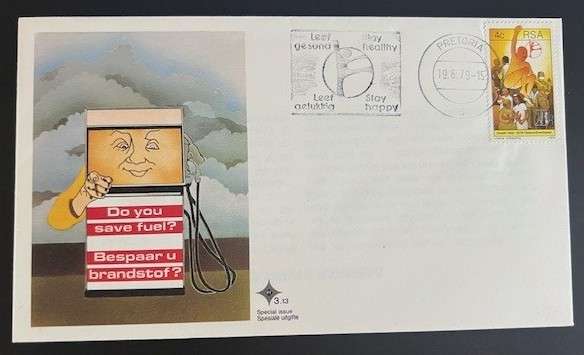 Do you
save fuel?
Bespaar u
brandstof?
3.13
Special issue
Spesiale uitgifte
Leef
gesond
Stay
healthy
Leef
gelukkig
Stay
happy
PRETORIA
19.6.79-15
4c RSA